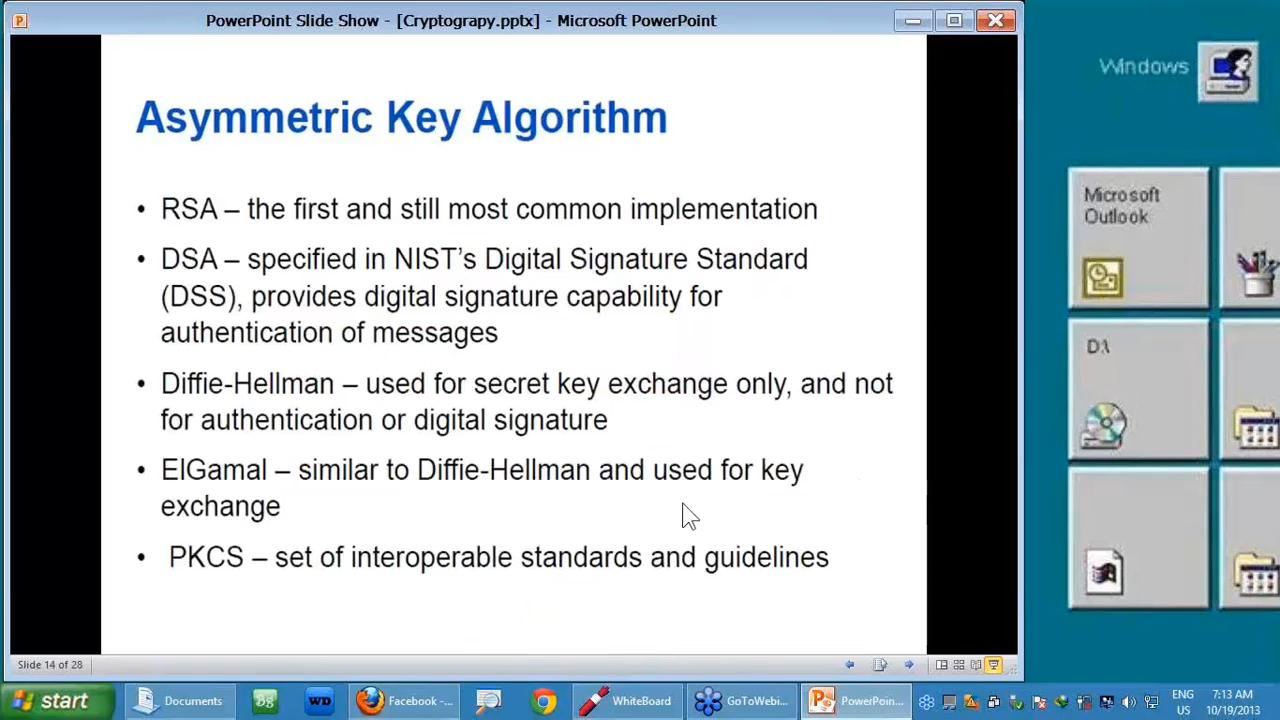 PowerPoint Slide Show - [Cryptograpy.pptx] - Microsoft PowerPoint
Asymmetric Key Algorithm
• RSA – the first and still most common implementation
• DSA – specified in NIST’s Digital Signature Standard
(DSS), provides digital signature capability for
authentication of messages
• Diffie-Hellman – used for secret key exchange only, and not
for authentication or digital signature
• ElGamal – similar to Diffie-Hellman and used for key
exchange
• PKCS – set of interoperable standards and guidelines
Slide 14 of 28
Windows
Microsoft
Outlook
D:\
start
Documents
WD
Facebook -...
WhiteBoard
GoToWebi...
PowerPoin...
ENG
US
7:13 AM
10/19/2013